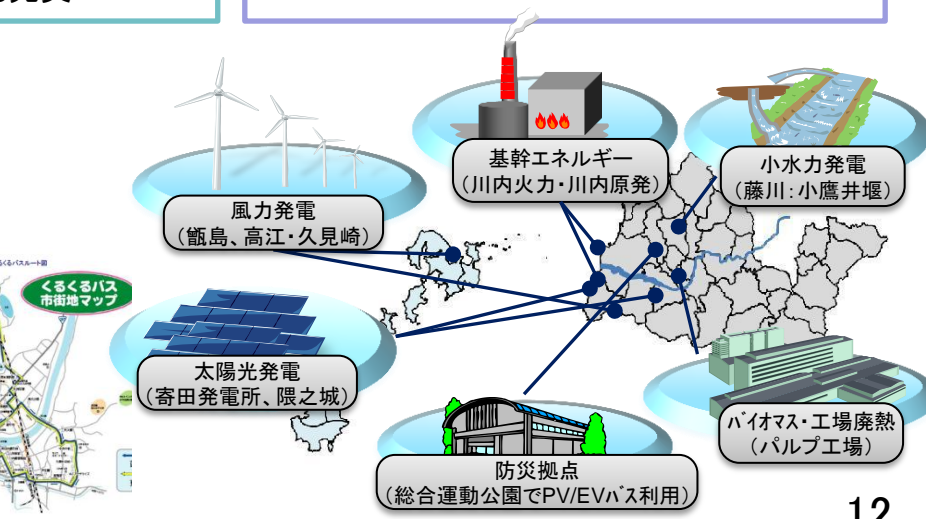 基幹エネルギー
（川内火力・川内原発）
小水力発電
（藤川：小鷹井堰）
風力発電
（甑島、高江・久見崎）
くるくるバス
市街地マップ
太陽光発電
（寄田発電所、隈之城）
バイオマス・工場廃熱
（パルプ工場）
防災拠点
（総合運動公園でPV/EVバス利用）
12